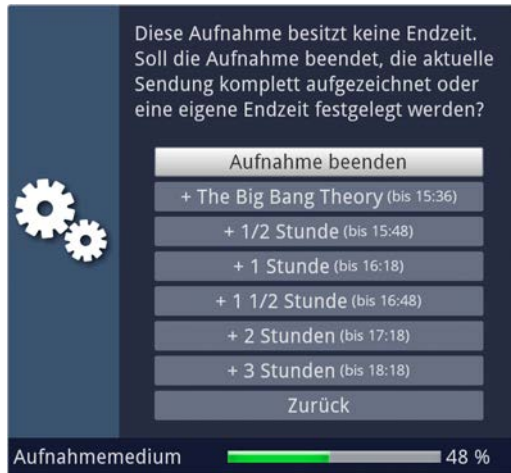 Diese Aufnahme besitzt keine Endzeit.
Soll die Aufnahme beendet, die aktuelle
Sendung komplett aufgezeichnet oder
eine eigene Endzeit festgelegt werden?
Aufnahme beenden
+ The Big Bang Theory (bis 15:36)
+ 1/2 Stunde (bis 15:48)
+ 1 Stunde (bis 16:18)
+ 1 1/2 Stunde (bis 16:48)
+ 2 Stunden (bis 17:18)
+ 3 Stunden (bis 18:18)
Zurück
Aufnahmemedium 48 %